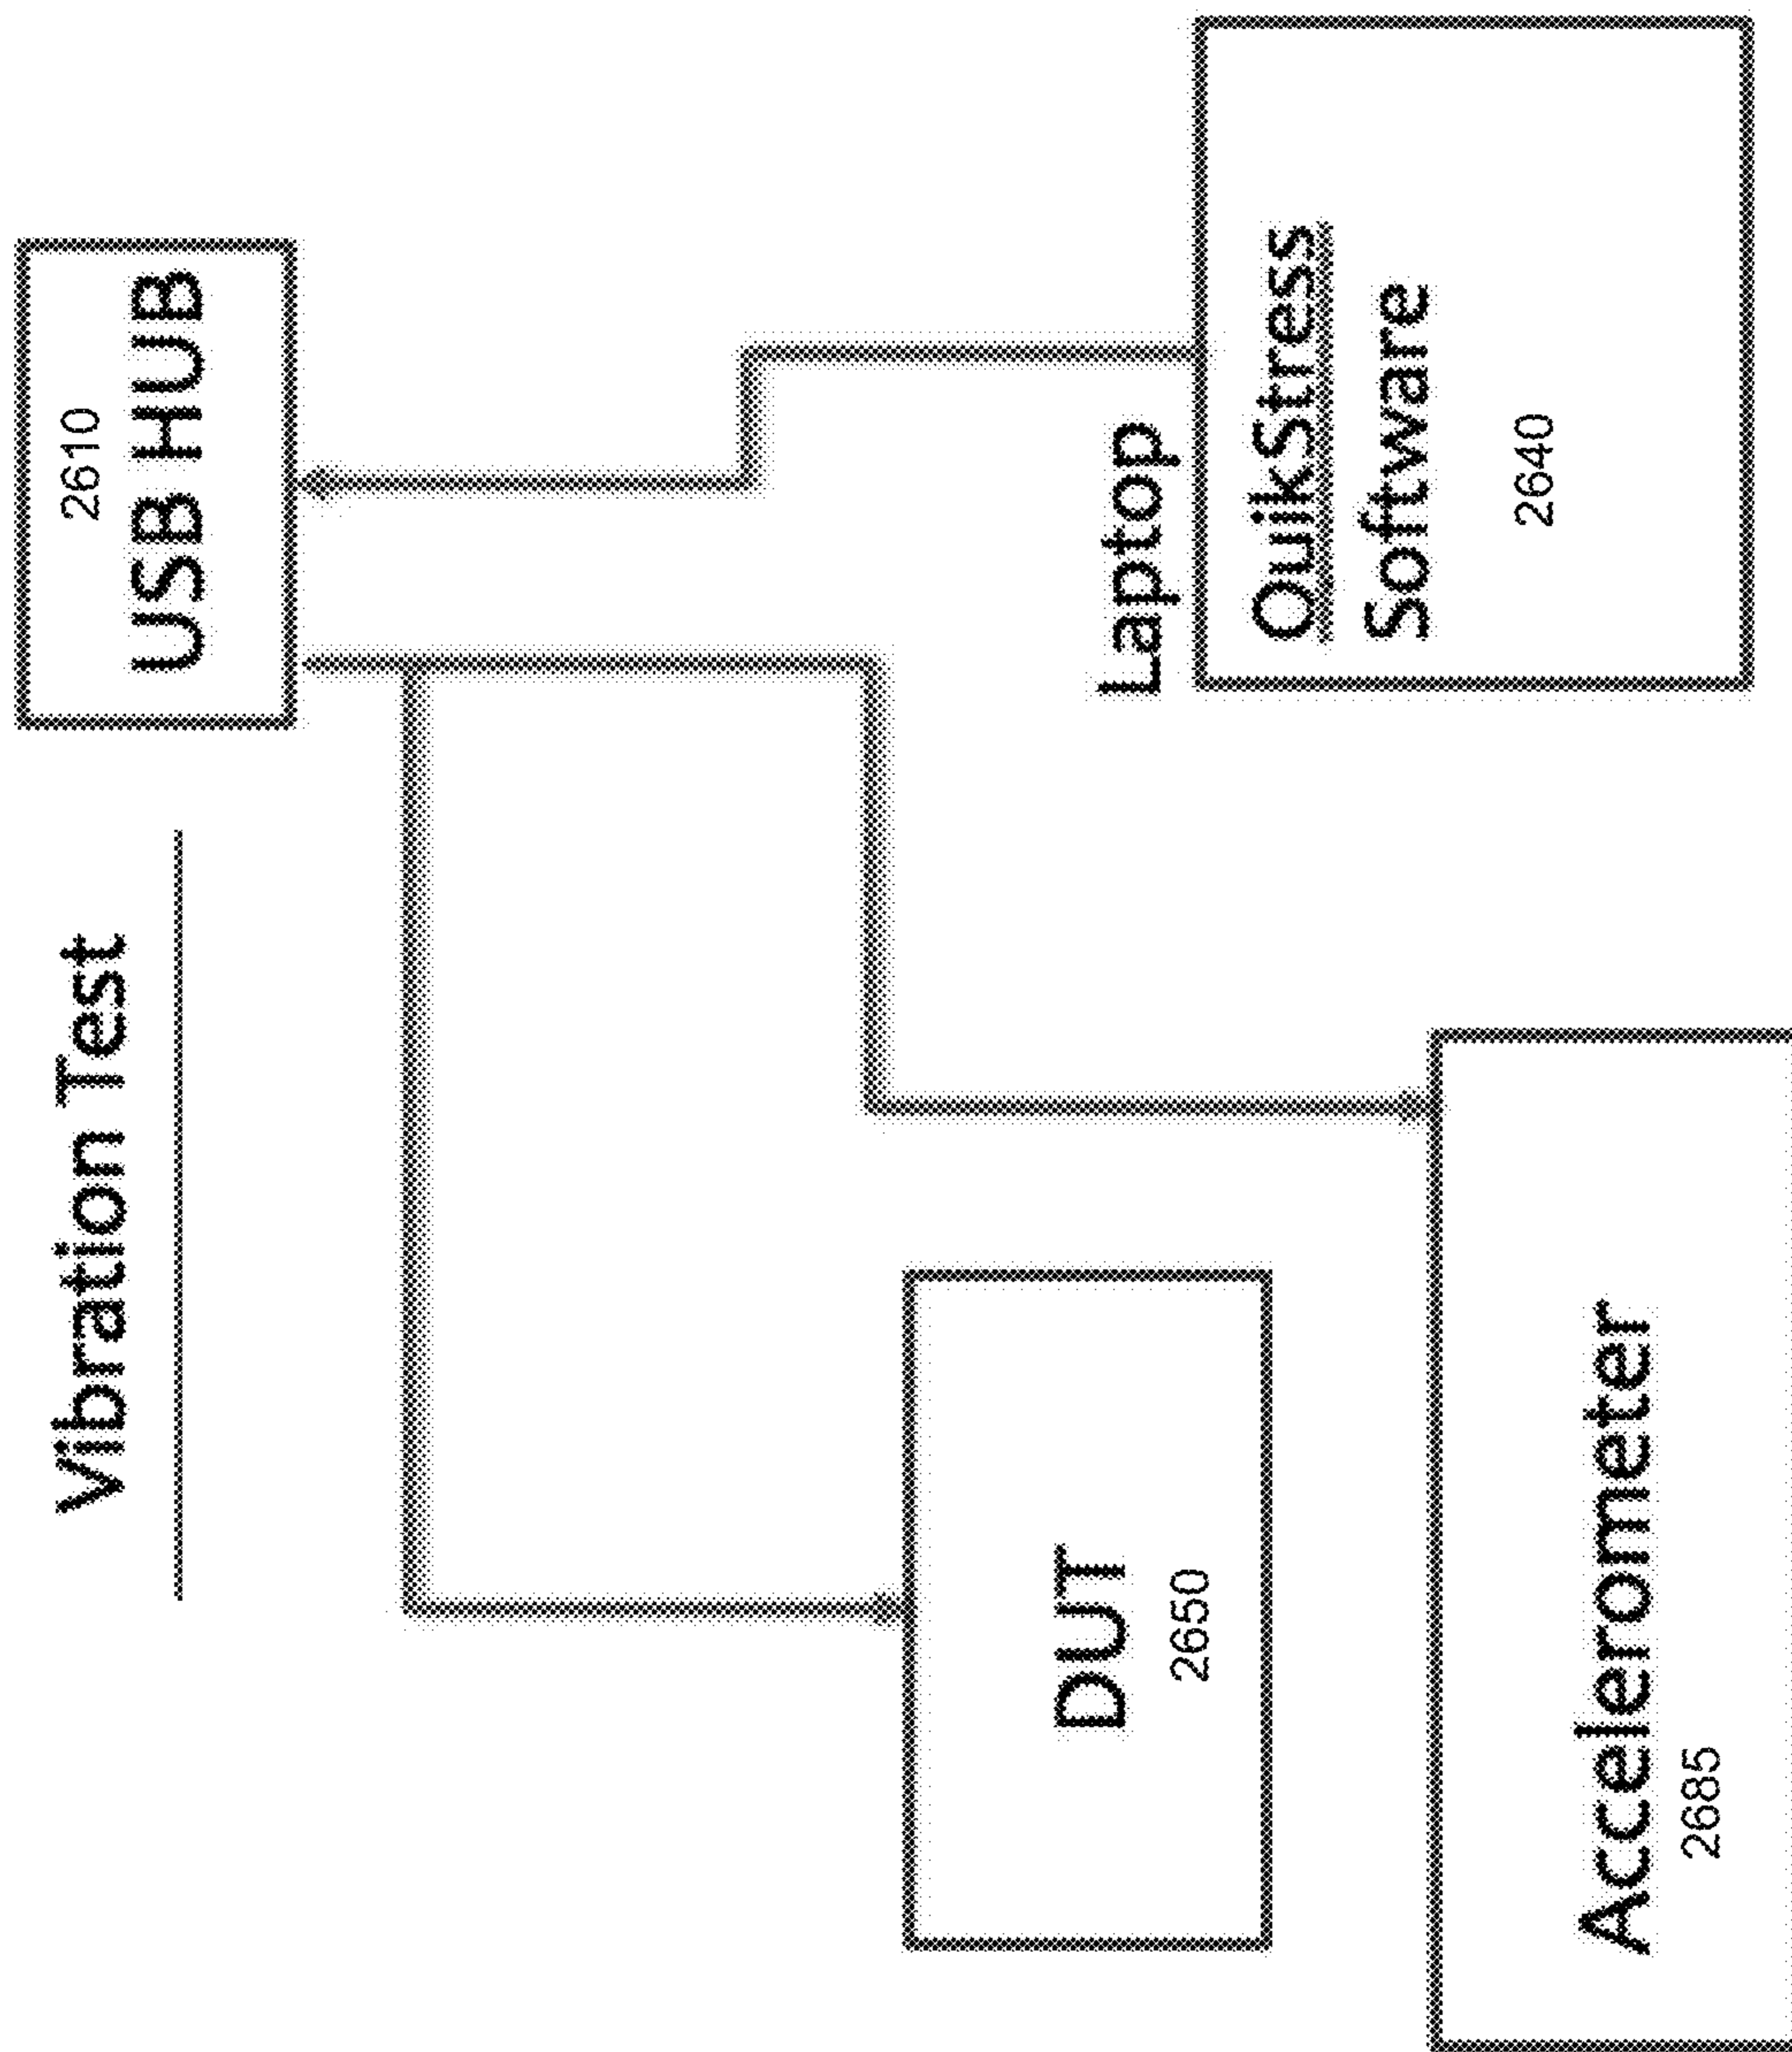 Vibration Test
2610
USB HUB
Laptop
QuikStress
Software
2640
DUT
2650
Accelerometer
2685